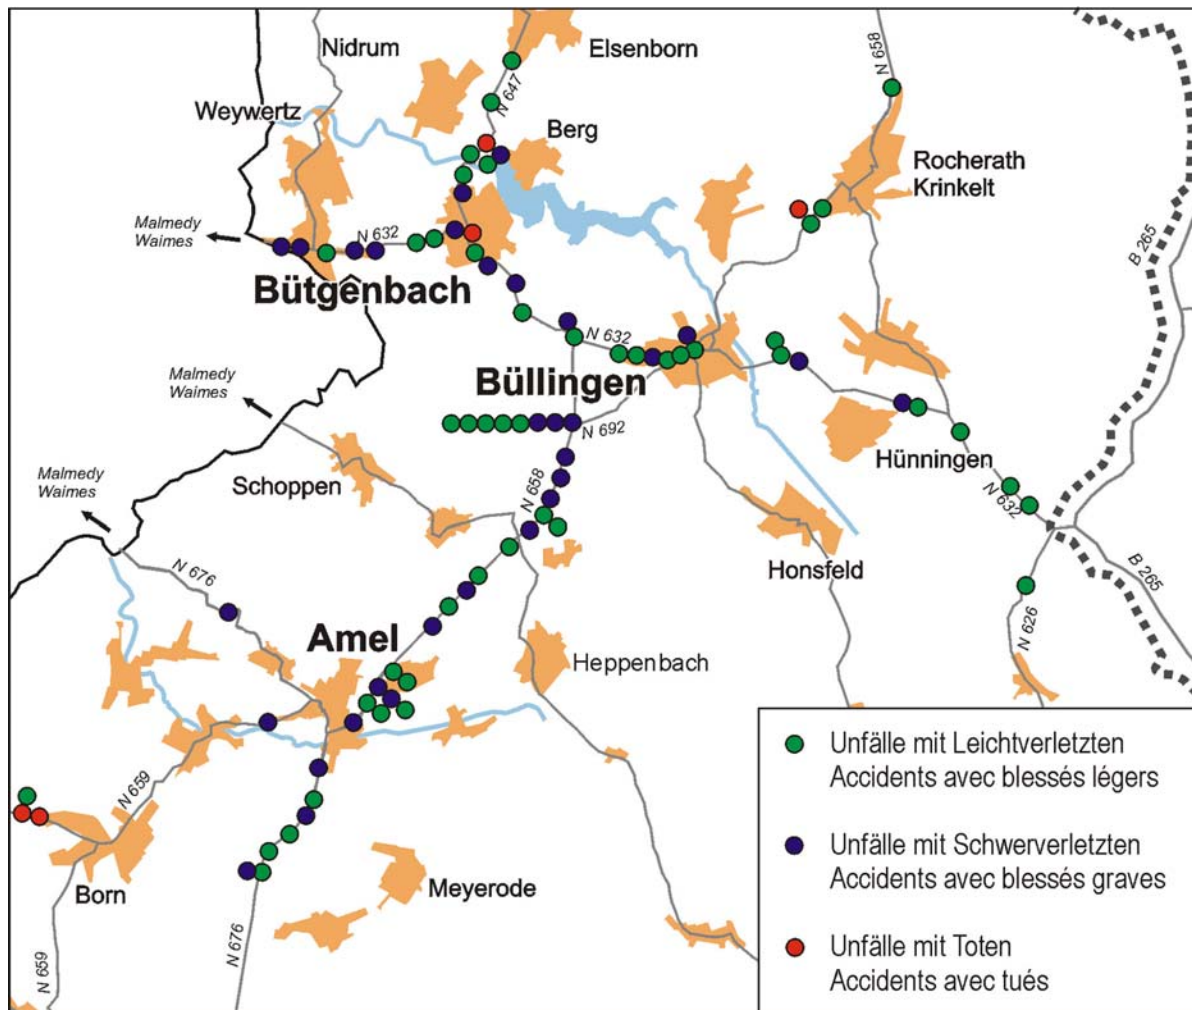 Nidrum
Elsenborn
N 658
Weywertz
N 647
Berg
Rocherath
Krinkelt
Malmedy
Waimes
N 632
B 265
Bütgenbach
N 632
Malmedy
Waimes
Büllingen
N 692
Hünningen
Schoppen
Malmedy
Waimes
N 658
N 632
N 676
Honsfeld
B 265
N 626
Amel
Heppenbach
N 659
Born
Meyerode
N 676
N 659
Unfälle mit Leichtverletzten
Accidents avec blessés légers
Unfälle mit Schwerverletzten
Accidents avec blessés graves
Unfälle mit Toten
Accidents avec tués